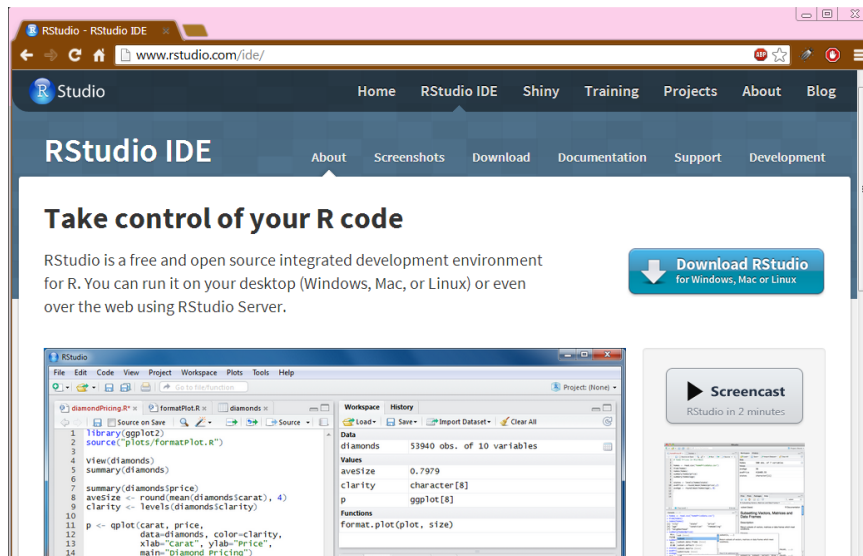 RStudio - RStudio IDE
www.rstudio.com/ide/
ABP
R Studio
Home RStudio IDE Shiny Training Projects About Blog
RStudio IDE
About Screenshots Download Documentation Support Development
Take control of your R code
RStudio is a free and open source integrated development environment
for R. You can run it on your desktop (Windows, Mac, or Linux) or even
over the web using RStudio Server.
Download RStudio
for Windows, Mac or Linux
RStudio
File Edit Code View Project Workspace Plots Tools Help
Go to file/function
Project: (None)
diamondPricing.R* formatPlot.R diamonds
Source on Save Source
1 library(ggplot2)
2 source("plots/formatPlot.R")
3
4 View(diamonds)
5 summary(diamonds)
6
7 summary(diamonds$price)
8 aveSize <- round(mean(diamonds$carat), 4)
9 clarity <- levels(diamonds$clarity)
10
11 p <- qplot(carat, price,
12 data=diamonds, color=clarity,
13 xlab="Carat", ylab="Price",
14 main="Diamond Pricing")
Workspace History
Load Save Import Dataset Clear All
Data
diamonds 53940 obs. of 10 variables
Values
aveSize 0.7979
clarity character[8]
p ggplot[8]
Functions
format.plot(plot, size)
Screencast
RStudio in 2 minutes
Subsetting Vectors, Matrices and
Data Frames